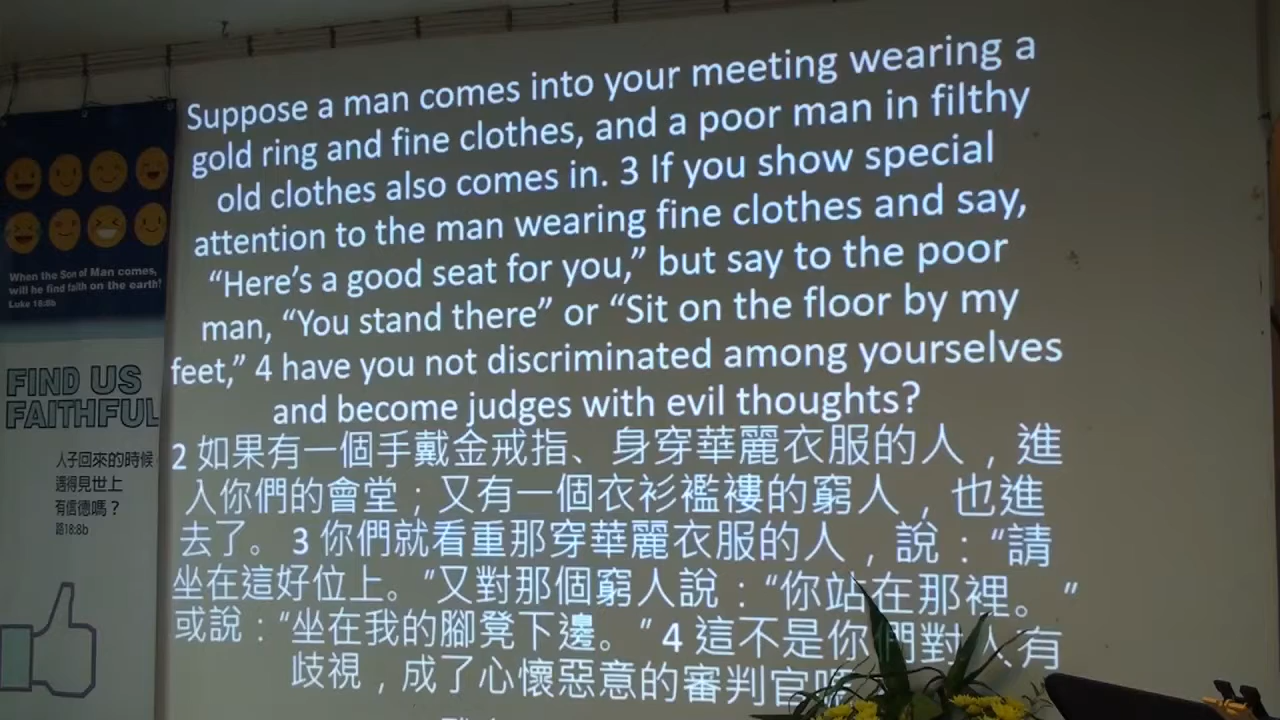 When the Son of Man comes,
will he find faith on the earth?
Luke 18:8b
FIND US
FAITHFUL
人子回來的時候
遇得見世上
有信德嗎？
路18:8b
Suppose a man comes into your meeting wearing a
gold ring and fine clothes, and a poor man in filthy
old clothes also comes in. 3 If you show special
attention to the man wearing fine clothes and say,
“Here’s a good seat for you,” but say to the poor
man, “You stand there” or “Sit on the floor by my
feet,” 4 have you not discriminated among yourselves
and become judges with evil thoughts?
2 如果有一個手戴金戒指、身穿華麗衣服的人，進
入你們的會堂；又有一個衣衫襤褸的窮人，也進
去了。 3 你們就看重那穿華麗衣服的人，說：“請
坐在這好位上。”又對那個窮人說：“你站在那裡。”
或說：“坐在我的腳凳下邊。” 4 這不是你們對人有
歧視，成了心懷惡意的審判官